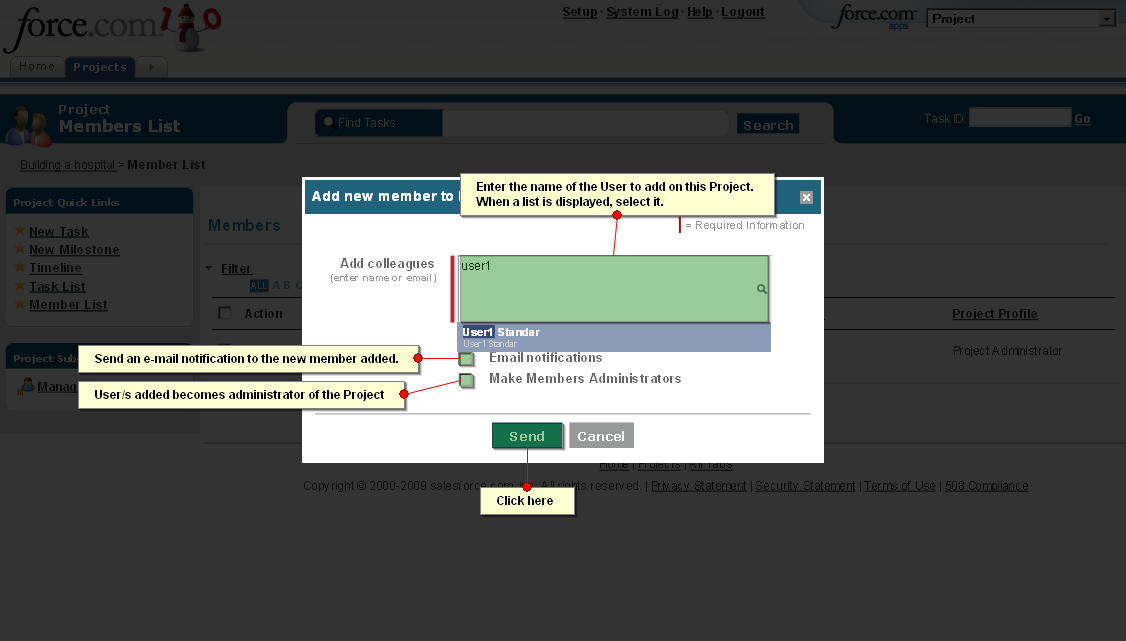 force.com
10
Setup · System Log · Help · Logout
force.com
apps
Project
Home
Projects
Project
Members List
Find Tasks
Search
Task ID:
Go
Building a hospital > Member List
Project Quick Links
New Task
New Milestone
Timeline
Task List
Member List
Members
Filter
ALL A B C
Action
Project Profile
Project Administrator
Add new member to
Enter the name of the User to add on this Project.
When a list is displayed, select it.
= Required Information
Add colleagues
(enter name or email)
user1
User1 Standar
User1 Standar
Send an e-mail notification to the new member added.
Email notifications
User/s added becomes administrator of the Project
Make Members Administrators
Project Sub
Manag
Send
Cancel
Home | Projects | All Tabs
Copyright © 2000-2009 salesforce.com, inc. All rights reserved. | Privacy Statement | Security Statement | Terms of Use | 508 Compliance
Click here